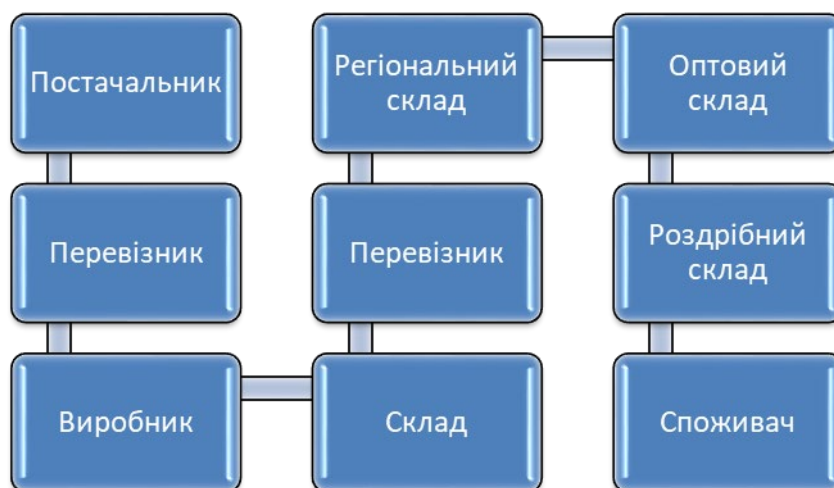 Постачальник
Перевізник
Виробник
Склад
Перевізник
Регіональний
склад
Оптовий
склад
Роздрібний
склад
Споживач